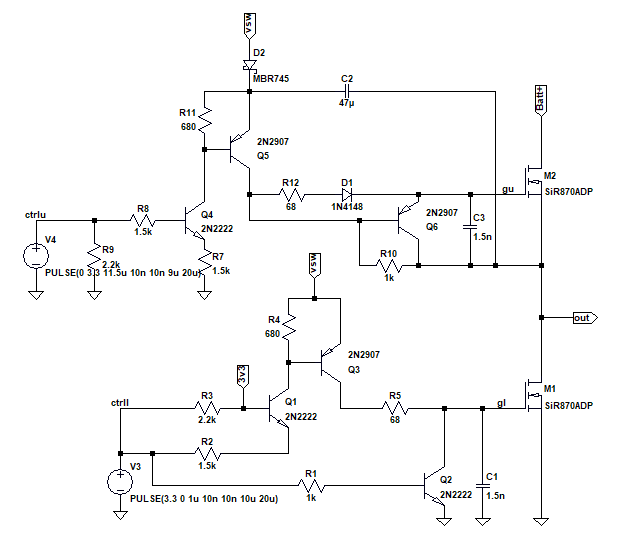 vsw
D2
MBR745
C2
47µ
Batt+
R11
680
2N2907
Q5
M2
SiR870ADP
R12
68
D1
1N4148
gu
2N2907
Q6
C3
1.5n
R8
1.5k
Q4
2N2222
ctrlu
V4
R9
2.2k
PULSE(0 3.3 11.5u 10n 10n 9u 20u)
R7
1.5k
R10
1k
vsw
out
R4
680
2N2907
Q3
3v3
M1
SiR870ADP
ctrll
R3
2.2k
Q1
2N2222
R5
68
gl
R2
1.5k
V3
PULSE(3.3 0 1u 10n 10n 10u 20u)
R1
1k
Q2
2N2222
C1
1.5n